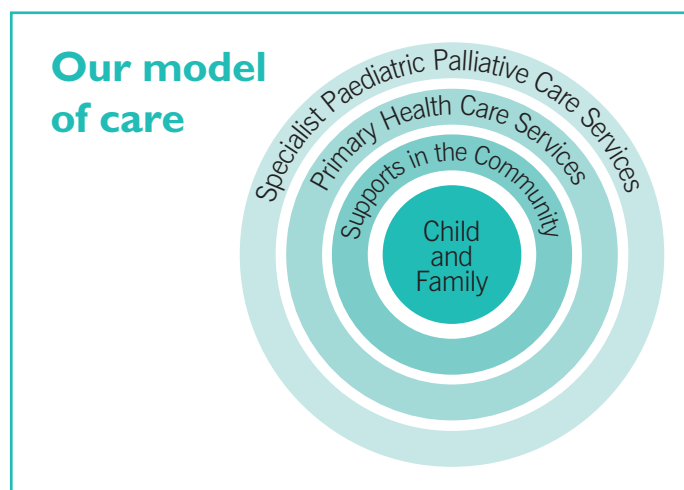 Our model
of care
Specialist Paediatric Palliative Care Services
Primary Health Care Services
Supports in the Community
Child
and
Family